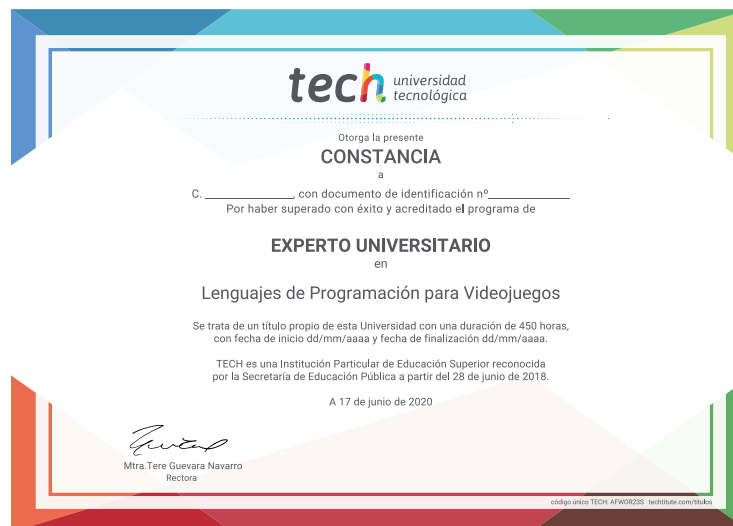 tech universidad
tecnológica
Otorga la presente
CONSTANCIA
a
C. ______________, con documento de identificación nº_____________
Por haber superado con éxito y acreditado el programa de
EXPERTO UNIVERSITARIO
en
Lenguajes de Programación para Videojuegos
Se trata de un título propio de esta Universidad con una duración de 450 horas,
con fecha de inicio dd/mm/aaaa y fecha de finalización dd/mm/aaaa.
TECH es una Institución Particular de Educación Superior reconocida
por la Secretaría de Educación Pública a partir del 28 de junio de 2018.
A 17 de junio de 2020
Mtra.Tere Guevara Navarro
Rectora
código único TECH: AFWOR23S techtitute.com/titulos